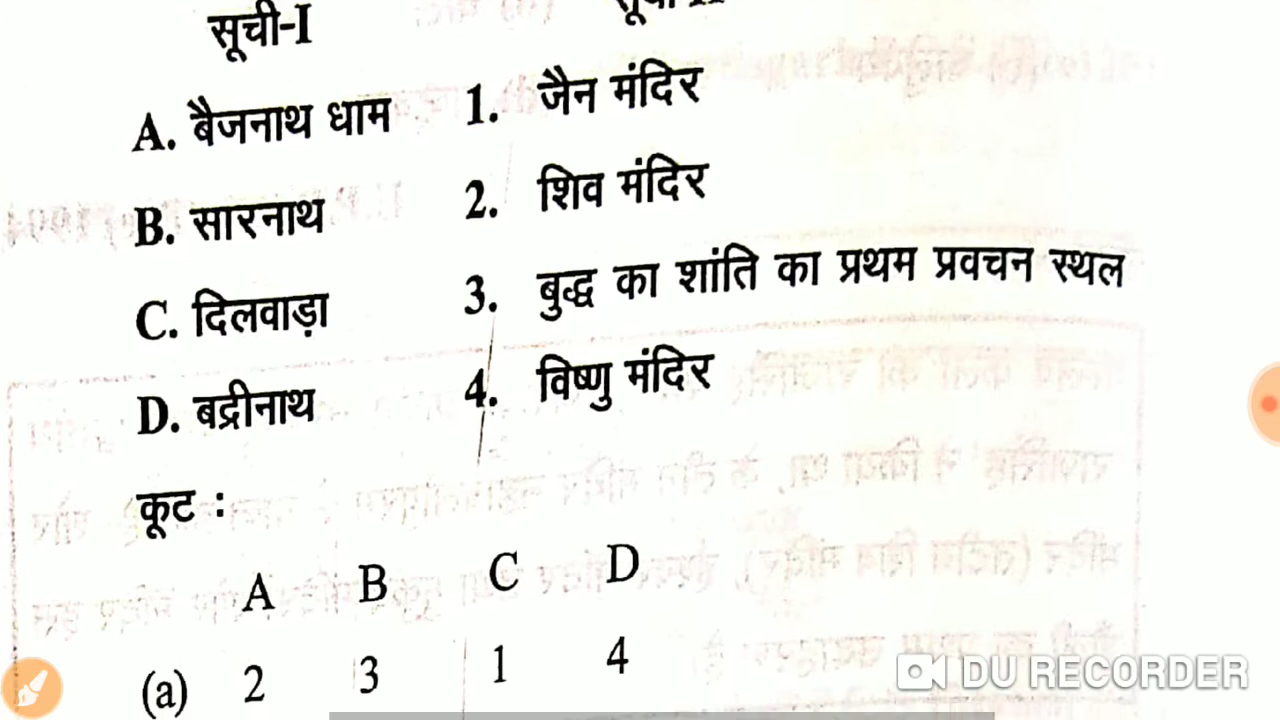 सूची-I
A. बैजनाथ धाम 1. जैन मंदिर
B. सारनाथ 2. शिव मंदिर
C. दिलवाड़ा 3. बुद्ध का शांति का प्रथम प्रवचन स्थल
D. बद्रीनाथ 4. विष्णु मंदिर
कूट :
A B C D
(a) 2 3 1 4
DU RECORDER